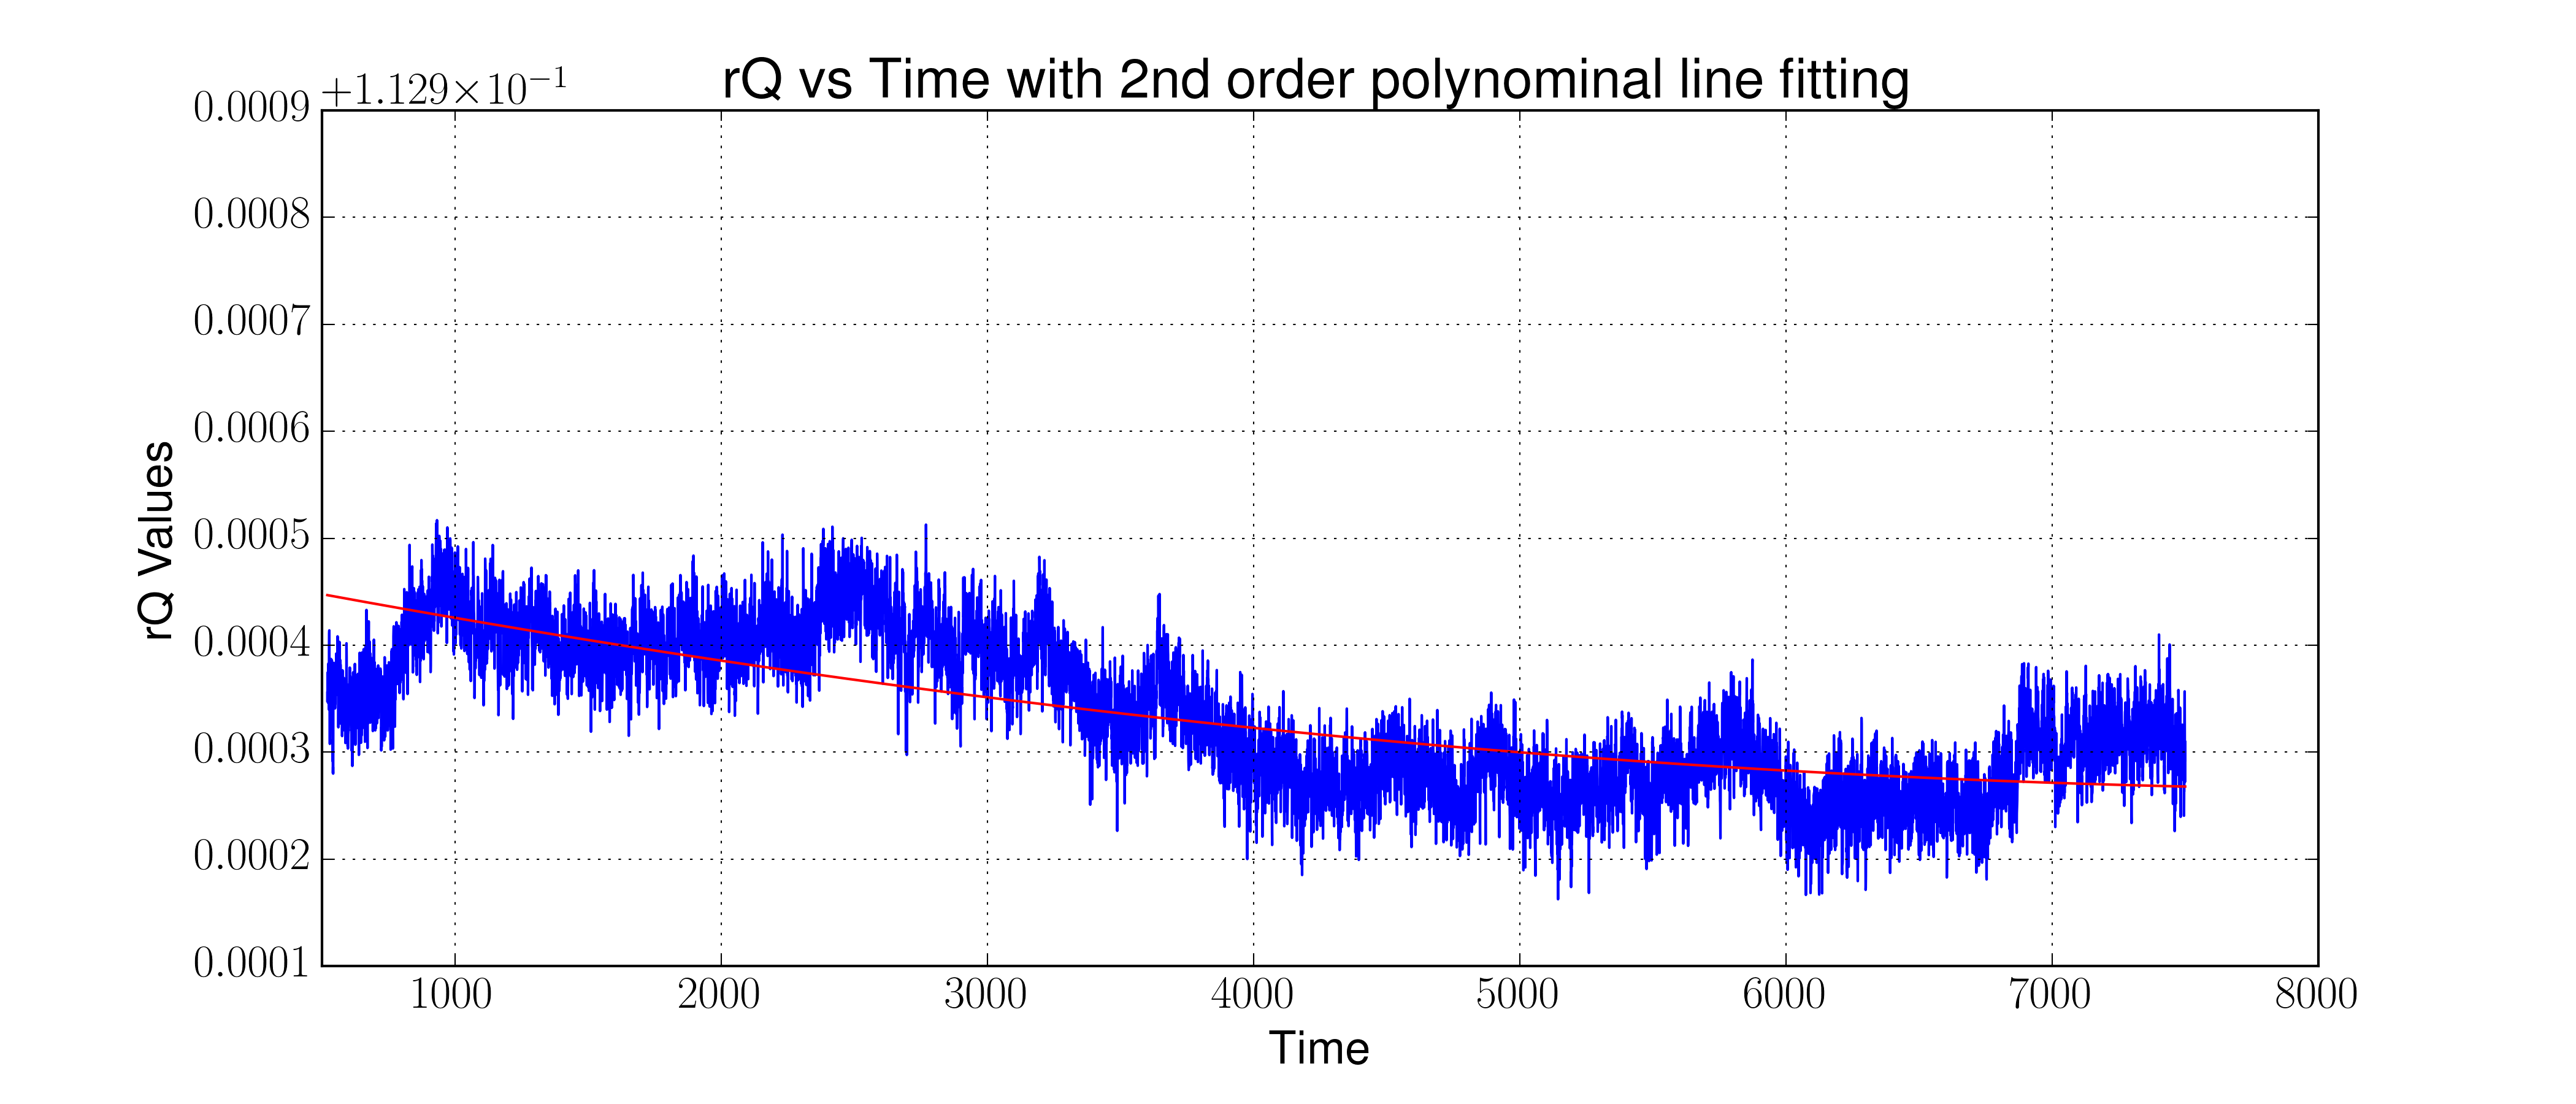 rQ vs Time with 2nd order polynominal line fitting
+1.129×10⁻¹
0.0009
0.0008
0.0007
0.0006
0.0005
0.0004
0.0003
0.0002
0.0001
rQ Values
1000 2000 3000 4000 5000 6000 7000 8000
Time